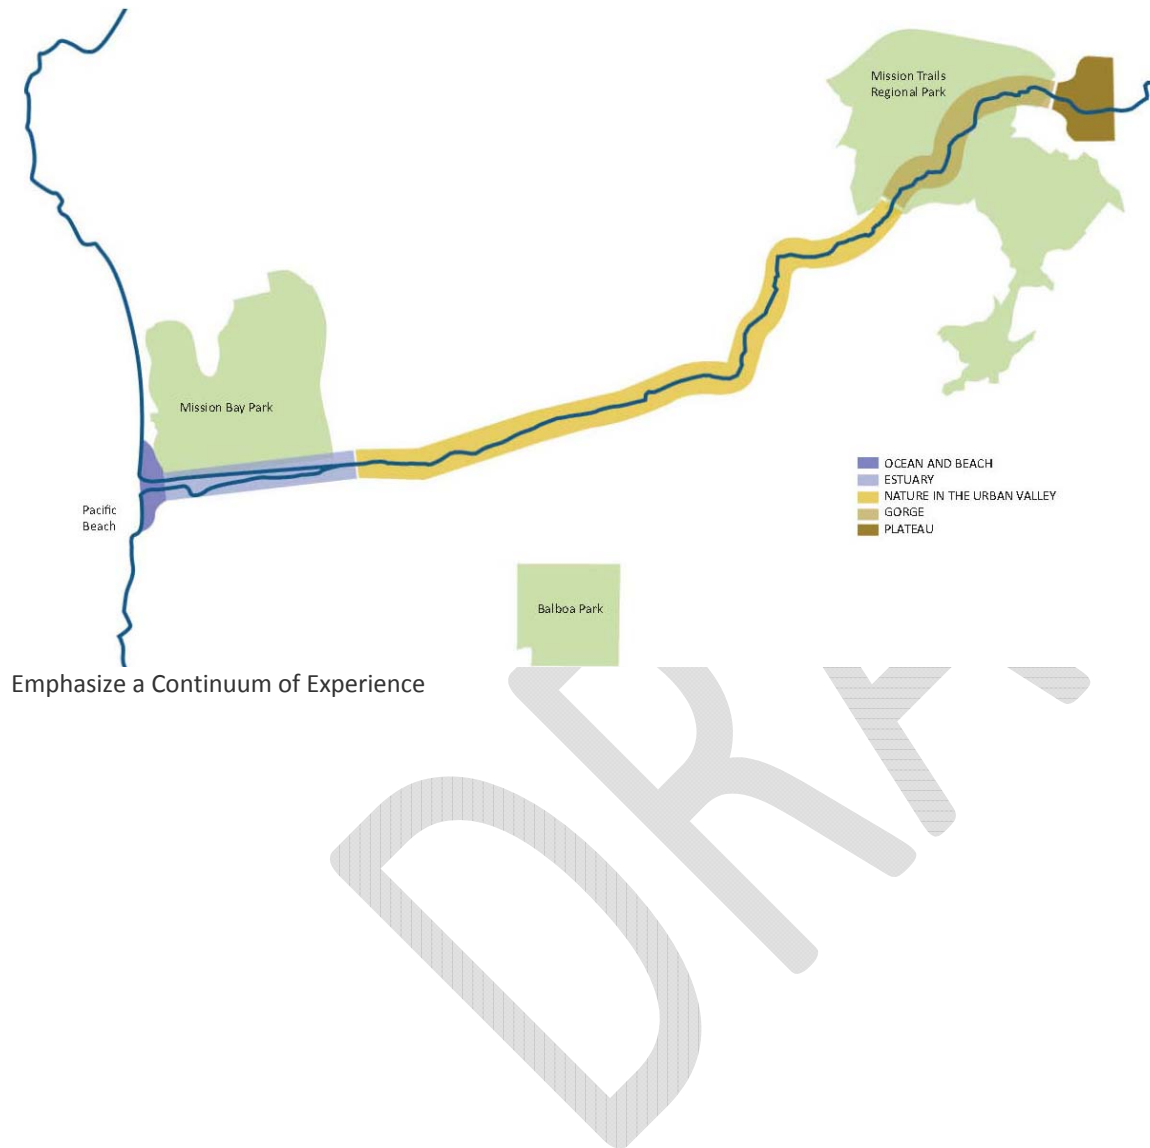 Mission Trails
Regional Park
Mission Bay Park
Pacific
Beach
OCEAN AND BEACH
ESTUARY
NATURE IN THE URBAN VALLEY
GORGE
PLATEAU
Balboa Park
Emphasize a Continuum of Experience
DRA